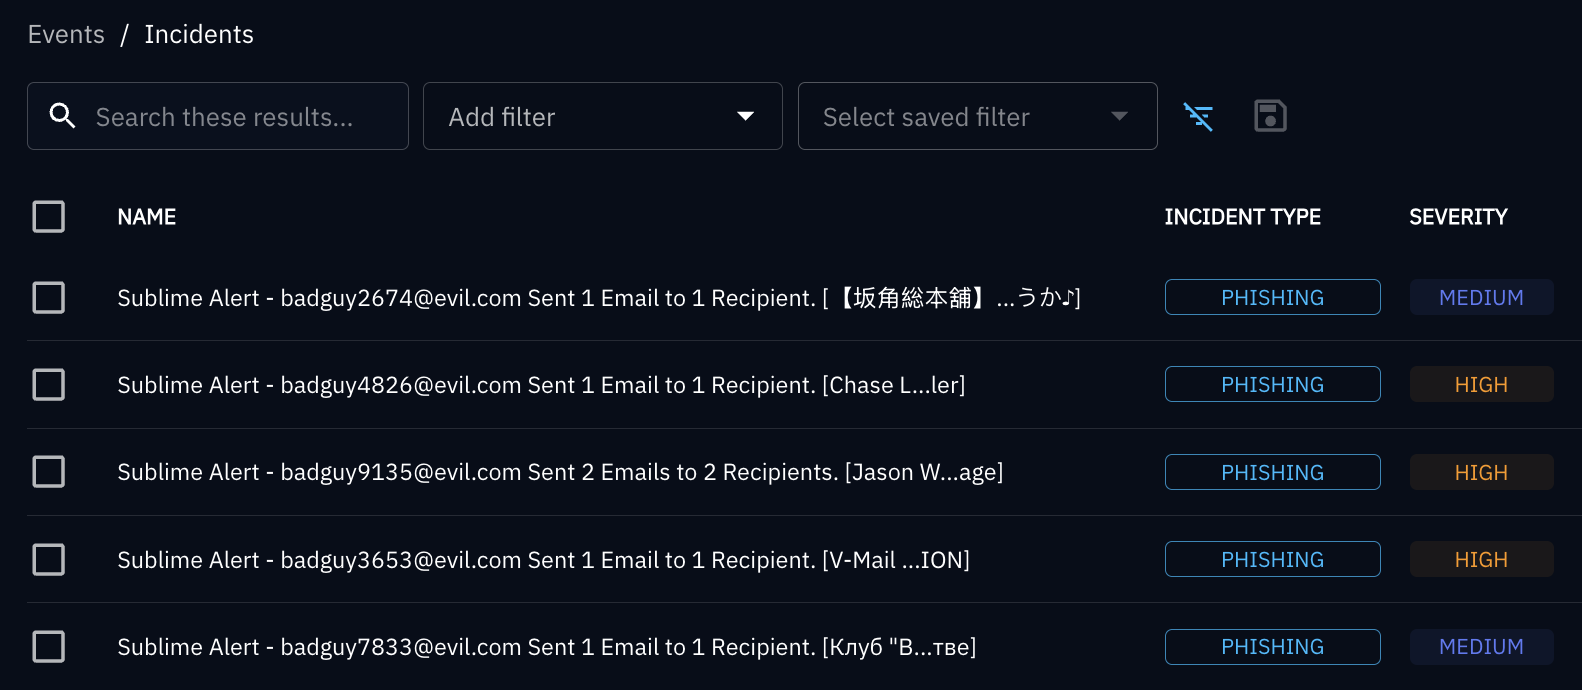 Events / Incidents
Search these results... Add filter Select saved filter
NAME INCIDENT TYPE SEVERITY
Sublime Alert - badguy2674@evil.com Sent 1 Email to 1 Recipient. [【坂角総本舖】...うか♪] PHISHING MEDIUM
Sublime Alert - badguy4826@evil.com Sent 1 Email to 1 Recipient. [Chase L...ler] PHISHING HIGH
Sublime Alert - badguy9135@evil.com Sent 2 Emails to 2 Recipients. [Jason W...age] PHISHING HIGH
Sublime Alert - badguy3653@evil.com Sent 1 Email to 1 Recipient. [V-Mail ...ION] PHISHING HIGH
Sublime Alert - badguy7833@evil.com Sent 1 Email to 1 Recipient. [Клуб "В...тве] PHISHING MEDIUM